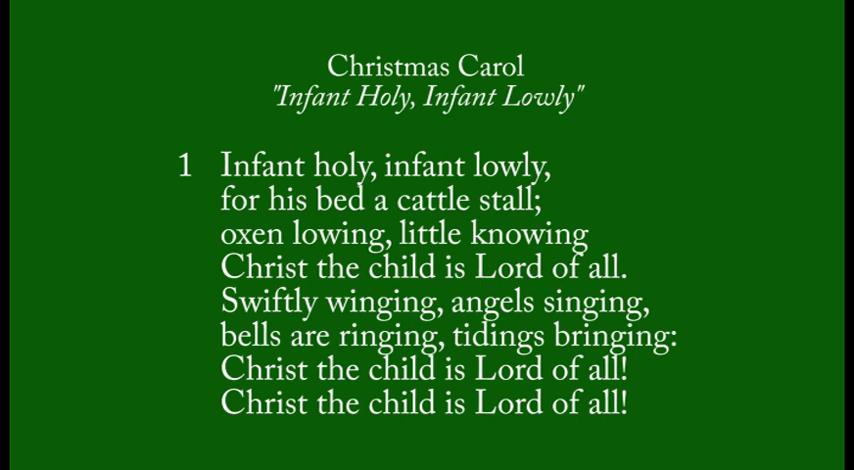 Christmas Carol
"Infant Holy, Infant Lowly"
1 Infant holy, infant lowly,
for his bed a cattle stall;
oxen lowing, little knowing
Christ the child is Lord of all.
Swiftly winging, angels singing,
bells are ringing, tidings bringing:
Christ the child is Lord of all!
Christ the child is Lord of all!